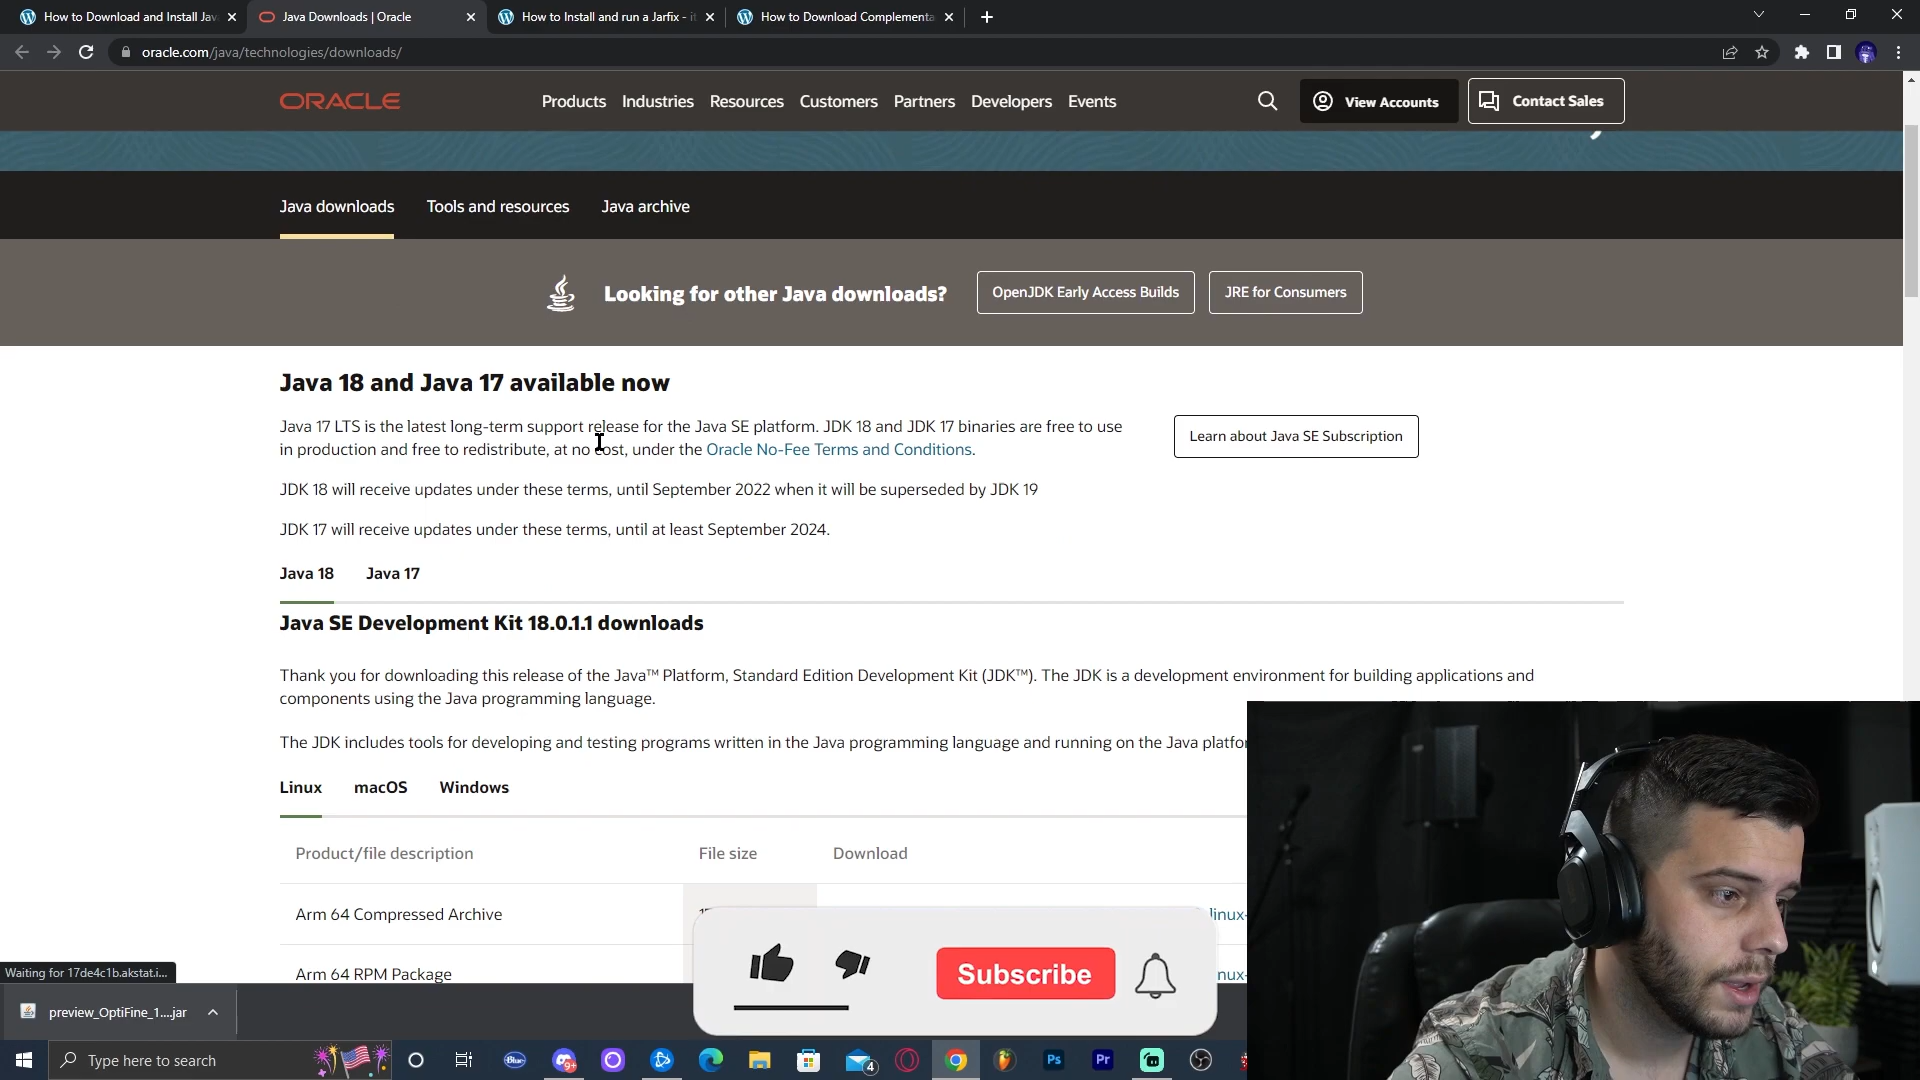 How to Download and Install Jav
Java Downloads | Oracle
How to Install and run a Jarfix - it
How to Download Complementa
oracle.com/java/technologies/downloads/
ORACLE
Products
Industries
Resources
Customers
Partners
Developers
Events
View Accounts
Contact Sales
Java downloads
Tools and resources
Java archive
Looking for other Java downloads?
OpenJDK Early Access Builds
JRE for Consumers
Java 18 and Java 17 available now
Java 17 LTS is the latest long-term support release for the Java SE platform. JDK 18 and JDK 17 binaries are free to use
in production and free to redistribute, at no cost, under the Oracle No-Fee Terms and Conditions.
Learn about Java SE Subscription
JDK 18 will receive updates under these terms, until September 2022 when it will be superseded by JDK 19
JDK 17 will receive updates under these terms, until at least September 2024.
Java 18
Java 17
Java SE Development Kit 18.0.1.1 downloads
Thank you for downloading this release of the Java™ Platform, Standard Edition Development Kit (JDK™). The JDK is a development environment for building applications and
components using the Java programming language.
The JDK includes tools for developing and testing programs written in the Java programming language and running on the Java platfor
Linux
macOS
Windows
Product/file description
File size
Download
Arm 64 Compressed Archive
linux-
Arm 64 RPM Package
nux-
Waiting for 17de4c1b.akstat.i...
Subscribe
preview_OptiFine_1....jar
Type here to search
Blue
9+
4
Ps
Pr